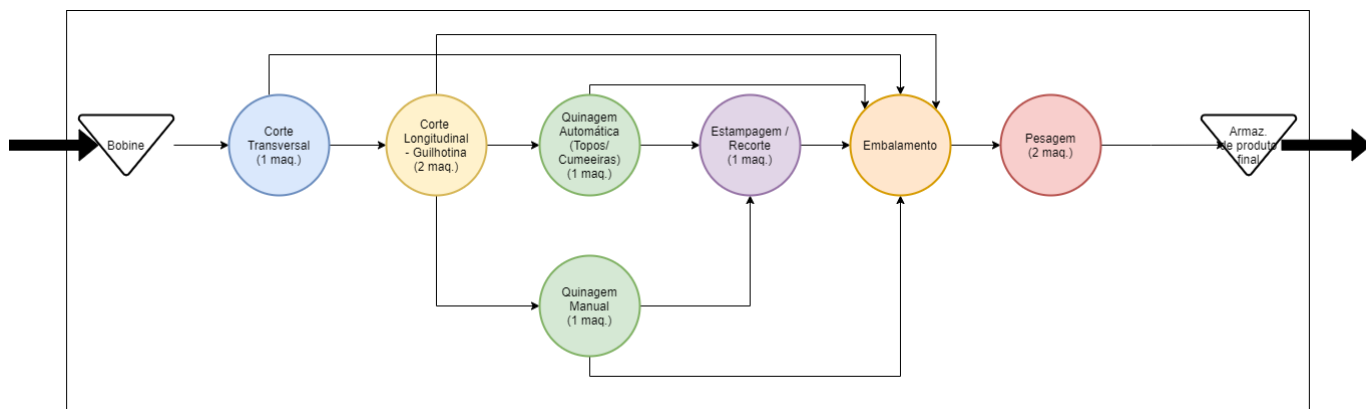 Bobine
Corte
Transversal
(1 maq.)
Corte
Longitudinal
- Guilhotina
(2 maq.)
Quinagem
Automática
(Topos/
Cumeeiras)
(1 maq.)
Estampagem /
Recorte
(1 maq.)
Embalamento
Pesagem
(2 maq.)
Armaz.
de produto
final
Quinagem
Manual
(1 maq.)